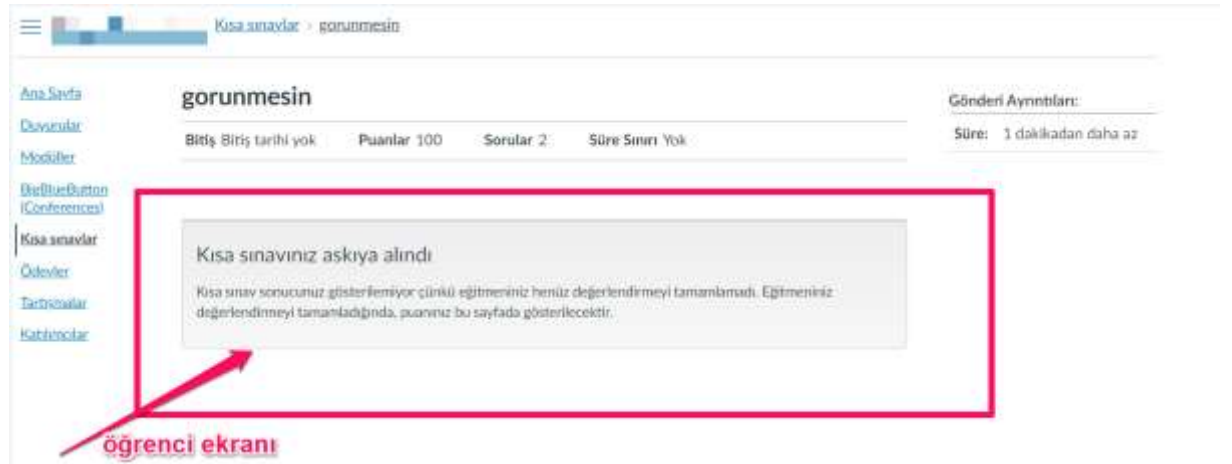 Kısa sınavlar › gorunmesin
Ana Sayfa
Duyurular
Modüller
BigBlueButton
(Conferences)
Kısa sınavlar
Ödevler
Tartışmalar
Katılımcılar
gorunmesin
Bitiş Bitiş tarihi yok Puanlar 100 Sorular 2 Süre Sınırı Yok
Kısa sınavınız askıya alındı
Kısa sınav sonucunuz gösterilemiyor çünkü eğitmeniniz henüz değerlendirmeyi tamamlamadı. Eğitmeniniz
değerlendirmeyi tamamladığında, puanınız bu sayfada gösterilecektir.
Gönderi Ayrıntıları:
Süre: 1 dakikadan daha az
öğrenci ekranı